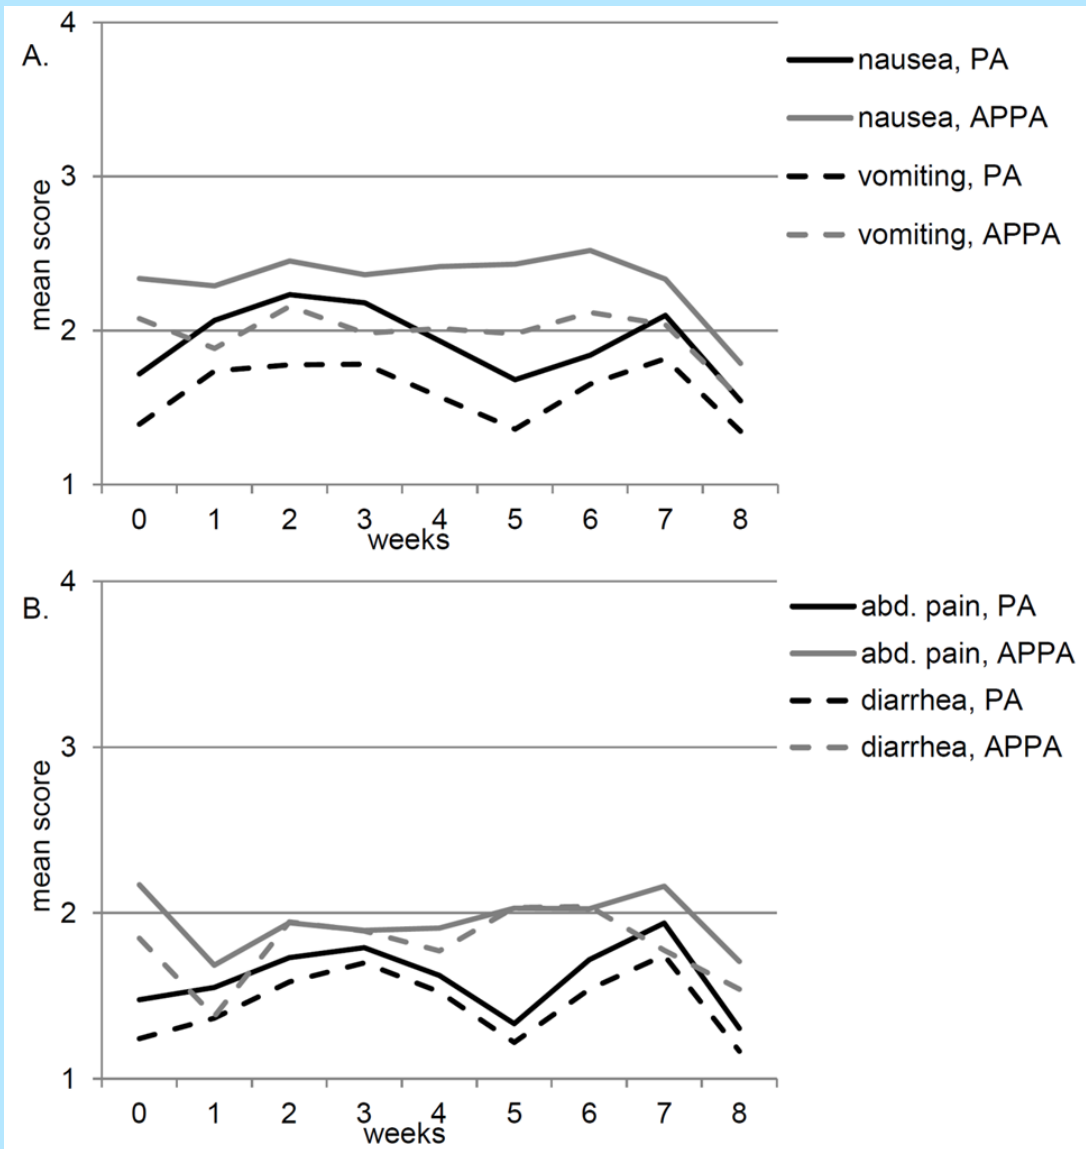 A.
4
3
2
1
mean score
0 1 2 3 4 5 6 7 8
weeks
nausea, PA
nausea, APPA
vomiting, PA
vomiting, APPA
B.
4
3
2
1
mean score
0 1 2 3 4 5 6 7 8
weeks
abd. pain, PA
abd. pain, APPA
diarrhea, PA
diarrhea, APPA